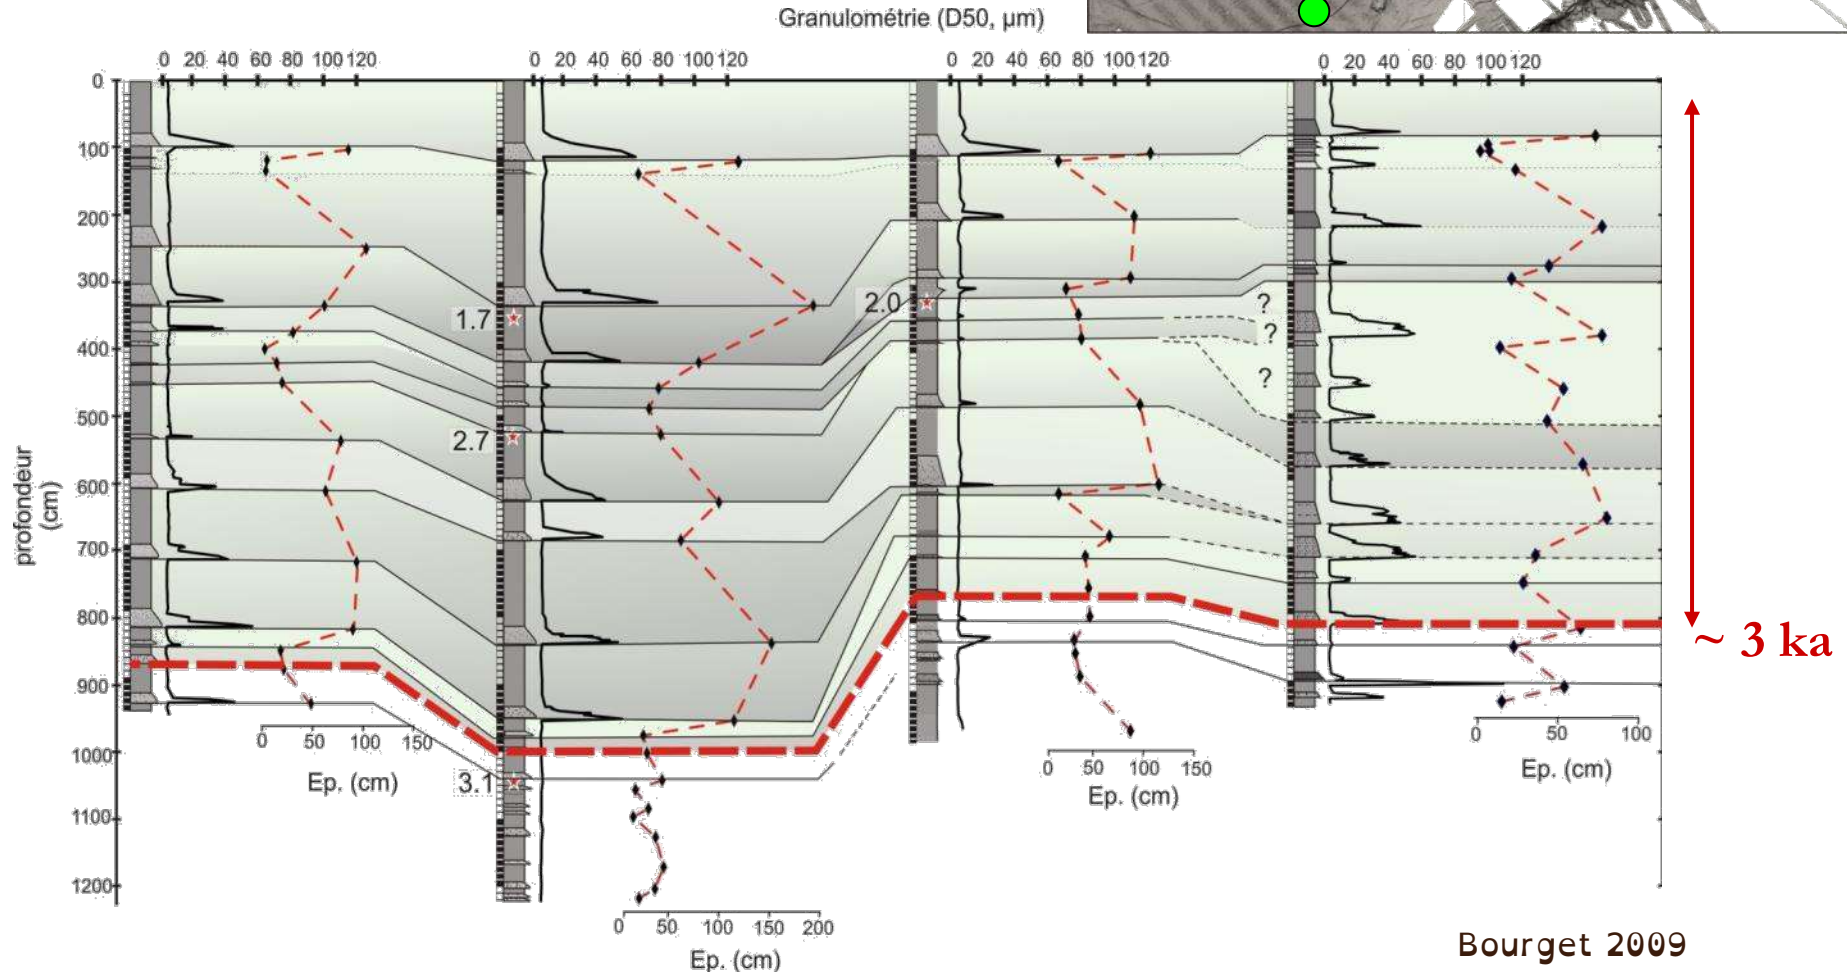 Granulométrie (D50, µm)
0 20 40 60 80 100 120
0 20 40 60 80 100 120
0 20 40 60 80 100 120
0 20 40 60 80 100 120
profondeur
(cm)
0
100
200
300
400
500
600
700
800
900
1000
1100
1200
1.7
2.7
3.1
2.0
?
?
?
~ 3 ka
0 50 100 150
Ep. (cm)
0 50 100 150 200
Ep. (cm)
0 50 100 150
Ep. (cm)
0 50 100
Ep. (cm)
Bourget 2009